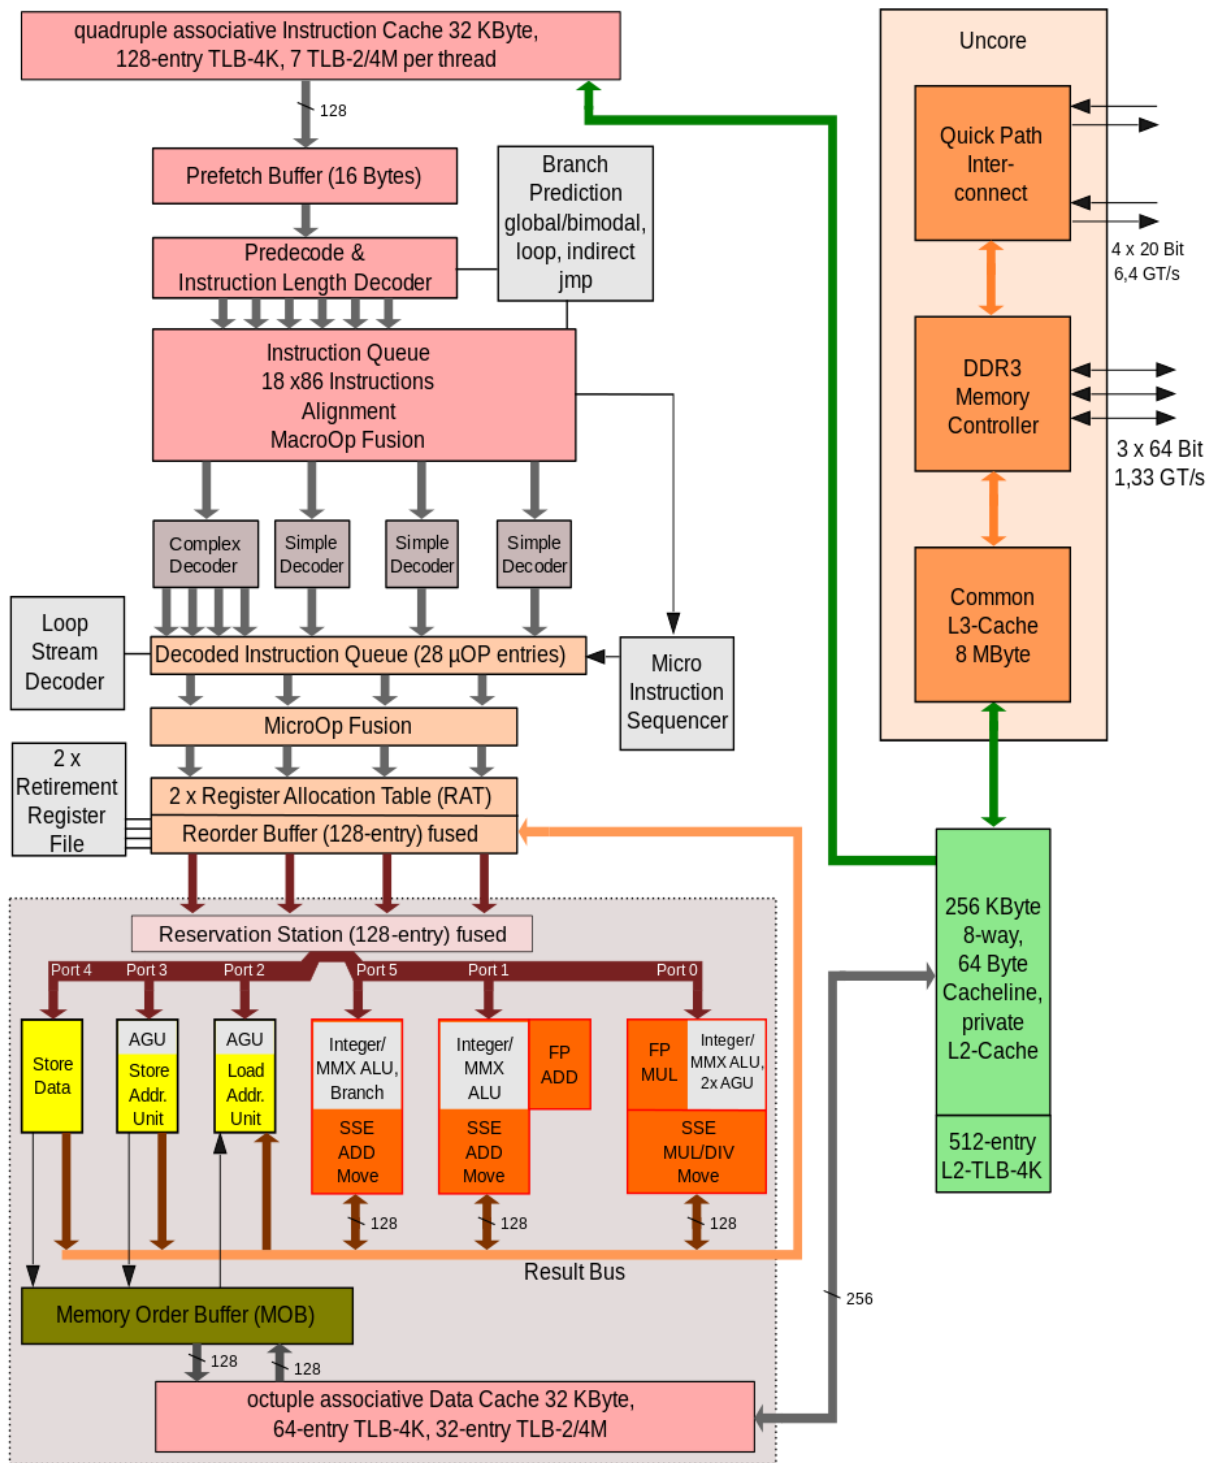 quadruple associative Instruction Cache 32 KByte,
128-entry TLB-4K, 7 TLB-2/4M per thread
128
Prefetch Buffer (16 Bytes)
Predecode &
Instruction Length Decoder
Branch
Prediction
global/bimodal,
loop, indirect
jmp
Instruction Queue
18 x86 Instructions
Alignment
MacroOp Fusion
Complex
Decoder
Simple
Decoder
Simple
Decoder
Simple
Decoder
Loop
Stream
Decoder
Decoded Instruction Queue (28 µOP entries)
Micro
Instruction
Sequencer
MicroOp Fusion
2 x
Retirement
Register
File
2 x Register Allocation Table (RAT)
Reorder Buffer (128-entry) fused
Reservation Station (128-entry) fused
Port 4
Port 3
Port 2
Port 5
Port 1
Port 0
Store
Data
AGU
Store
Addr.
Unit
AGU
Load
Addr.
Unit
Integer/
MMX ALU,
Branch
SSE
ADD
Move
Integer/
MMX
ALU
FP
ADD
SSE
ADD
Move
FP
MUL
Integer/
MMX ALU,
2x AGU
SSE
MUL/DIV
Move
128
128
128
Result Bus
Memory Order Buffer (MOB)
128
128
octuple associative Data Cache 32 KByte,
64-entry TLB-4K, 32-entry TLB-2/4M
256
Uncore
Quick Path
Inter-
connect
4 x 20 Bit
6,4 GT/s
DDR3
Memory
Controller
3 x 64 Bit
1,33 GT/s
Common
L3-Cache
8 MByte
256 KByte
8-way,
64 Byte
Cacheline,
private
L2-Cache
512-entry
L2-TLB-4K